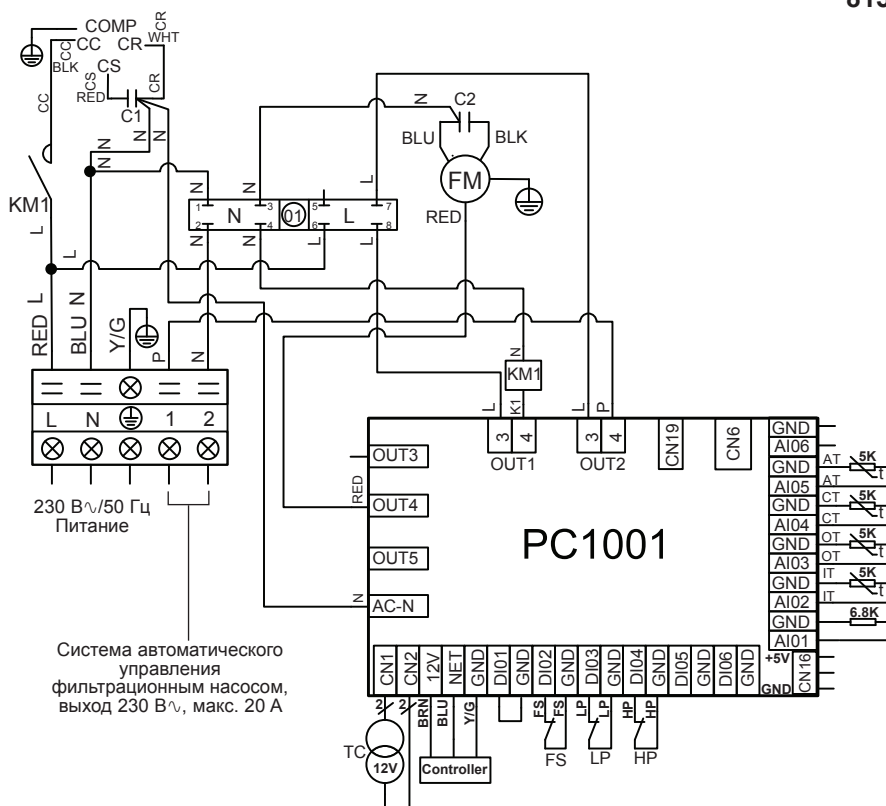 815
COMP
CC
CR
WHT
CR
CC
BLK
CS
CS
RED
CR
C1
CC
N
N
N
N
KM1
L
L
L
RED
BLU N
Y/G
P
N
N
N
N
N
1
2
N
3
4
01
5
6
L
7
8
L
L
L
N
C2
BLU
BLK
FM
RED
L
N
1
2
230 В∿/50 Гц
Питание
Система автоматического
управления
фильтрационным насосом,
выход 230 В∿, макс. 20 А
N
KM1
L
K1
L
P
3
4
OUT1
3
4
OUT2
CN19
CN6
OUT3
RED
OUT4
OUT5
N
AC-N
PC1001
GND
AI06
GND
AI05
GND
AI04
GND
AI03
GND
AI02
GND
AI01
AT
5K
t
AT
CT
5K
t
CT
OT
5K
t
OT
IT
5K
t
IT
6.8K
+5V
GND
CN16
CN1
CN2
12V
NET
GND
DI01
GND
DI02
GND
DI03
GND
DI04
GND
DI05
GND
DI06
GND
2
2
BRN
BLU
Y/G
FS
FS
LP
LP
HP
HP
TC
12V
Controller
FS
LP
HP